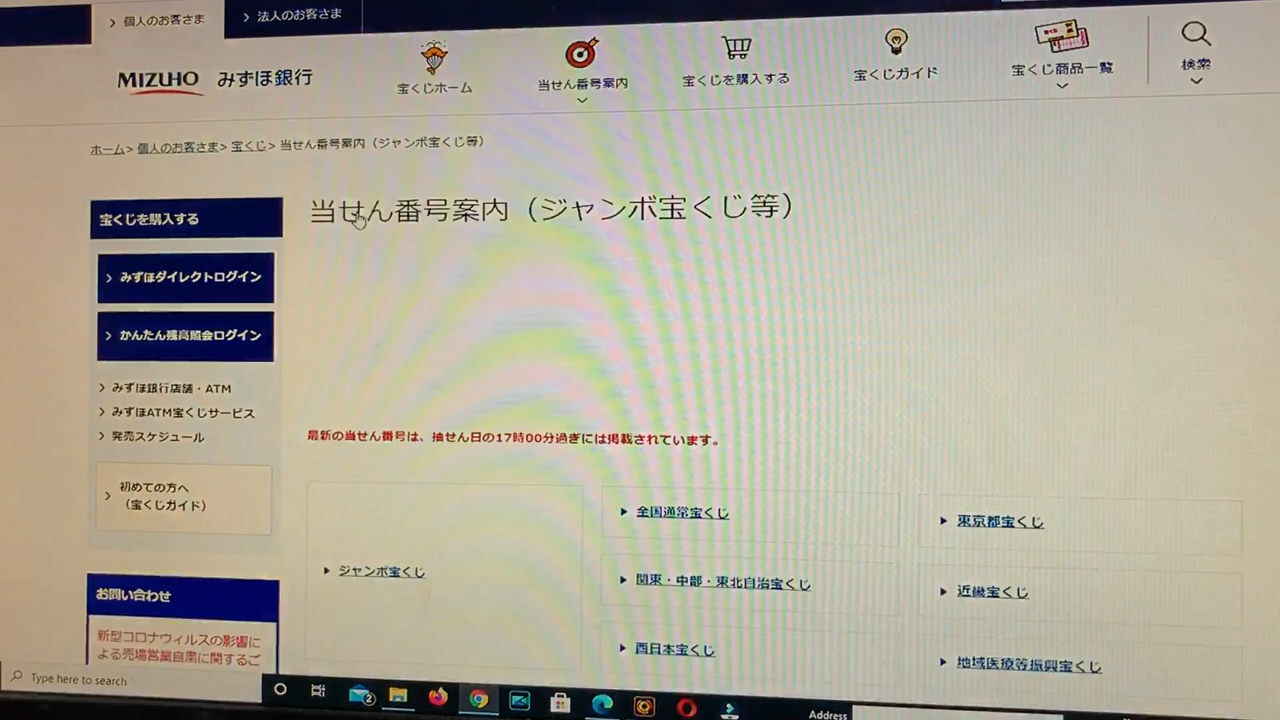 個人のお客さま
法人のお客さま
MIZUHO みずほ銀行
宝くじホーム
当せん番号案内
宝くじを購入する
宝くじガイド
宝くじ商品一覧
検索
ホーム> 個人のお客さま> 宝くじ> 当せん番号案内（ジャンボ宝くじ等）
宝くじを購入する
みずほダイレクトログイン
かんたん残高照会ログイン
みずほ銀行店舗・ATM
みずほATM宝くじサービス
発売スケジュール
初めての方へ
（宝くじガイド）
お問い合わせ
新型コロナウィルスの影響に
よる売場営業自粛に関するご
当せん番号案内（ジャンボ宝くじ等）
最新の当せん番号は、抽せん日の17時00分過ぎには掲載されています。
ジャンボ宝くじ
全国通常宝くじ
関東・中部・東北自治宝くじ
西日本宝くじ
東京都宝くじ
近畿宝くじ
地域医療等振興宝くじ
Type here to search
2
Address